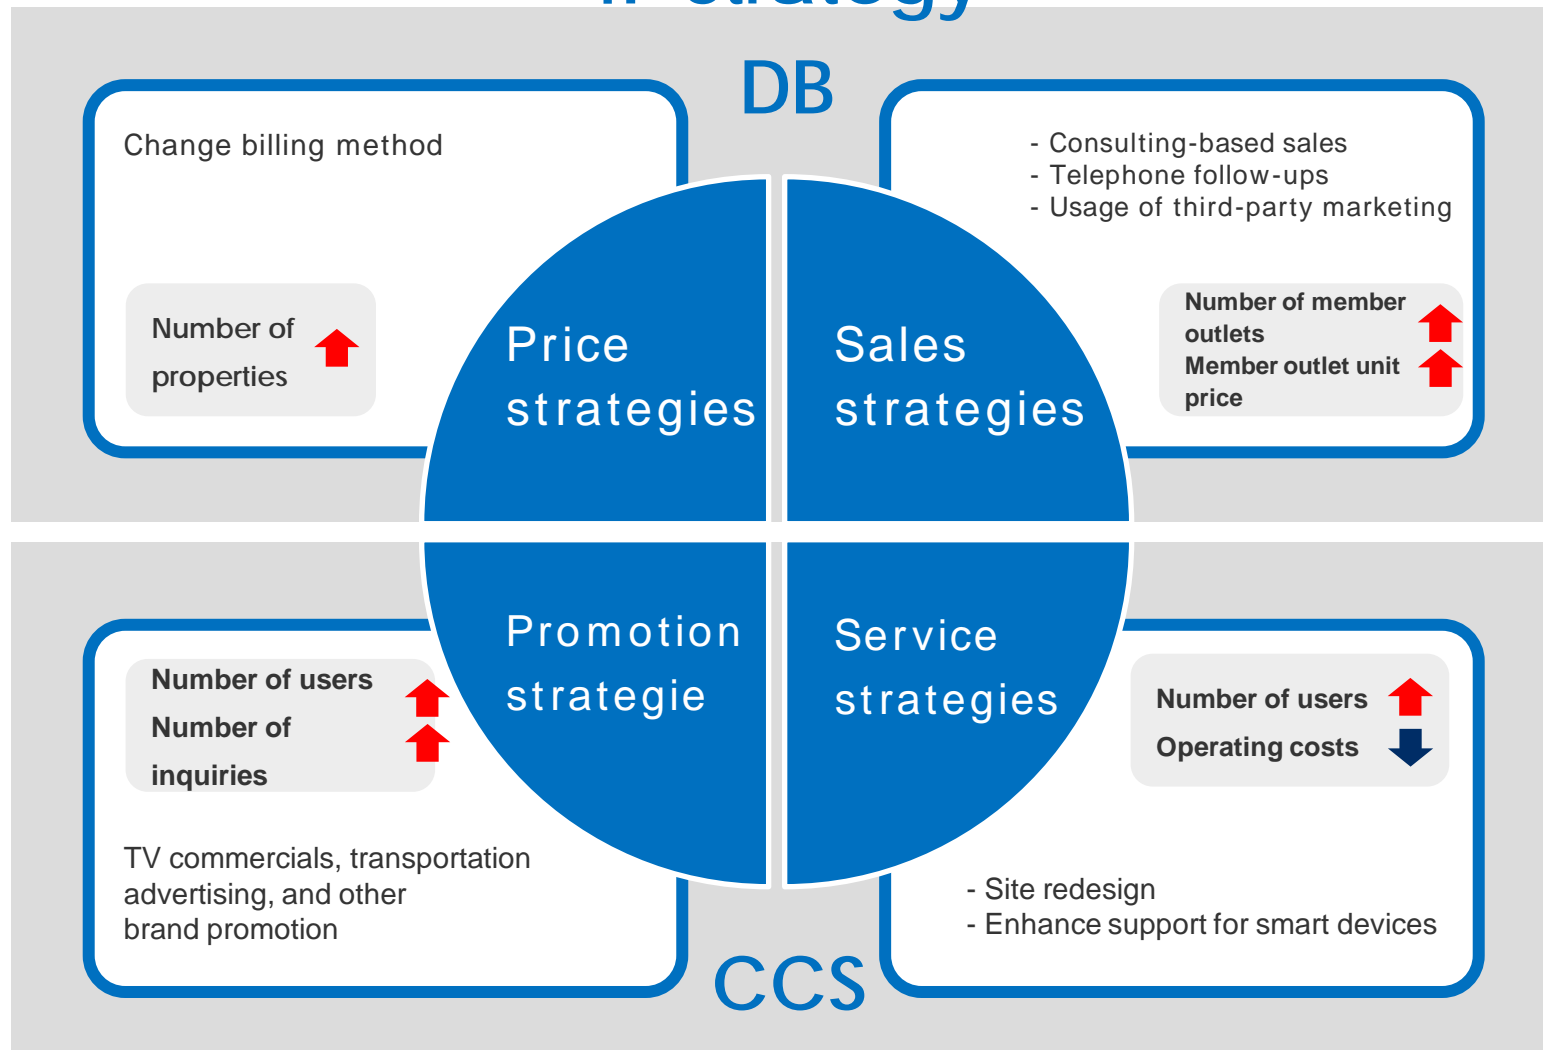 strategy
DB
Change billing method
Number of
properties
Price
strategies
- Consulting-based sales
- Telephone follow-ups
- Usage of third-party marketing
Number of member
outlets
Member outlet unit
price
Sales
strategies
Number of users
Number of
inquiries
TV commercials, transportation
advertising, and other
brand promotion
Promotion
strategie
Service
strategies
Number of users
Operating costs
- Site redesign
- Enhance support for smart devices
CCS